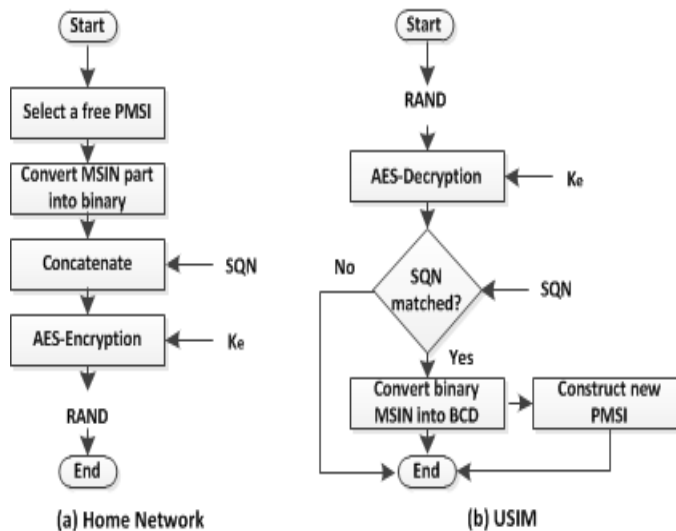 Start
Select a free PMSI
Convert MSIN part
into binary
Concatenate
SQN
AES-Encryption
Ke
RAND
End
(a) Home Network
Start
RAND
AES-Decryption
Ke
No
SQN
matched?
SQN
Yes
Convert binary
MSIN into BCD
Construct new
PMSI
End
(b) USIM